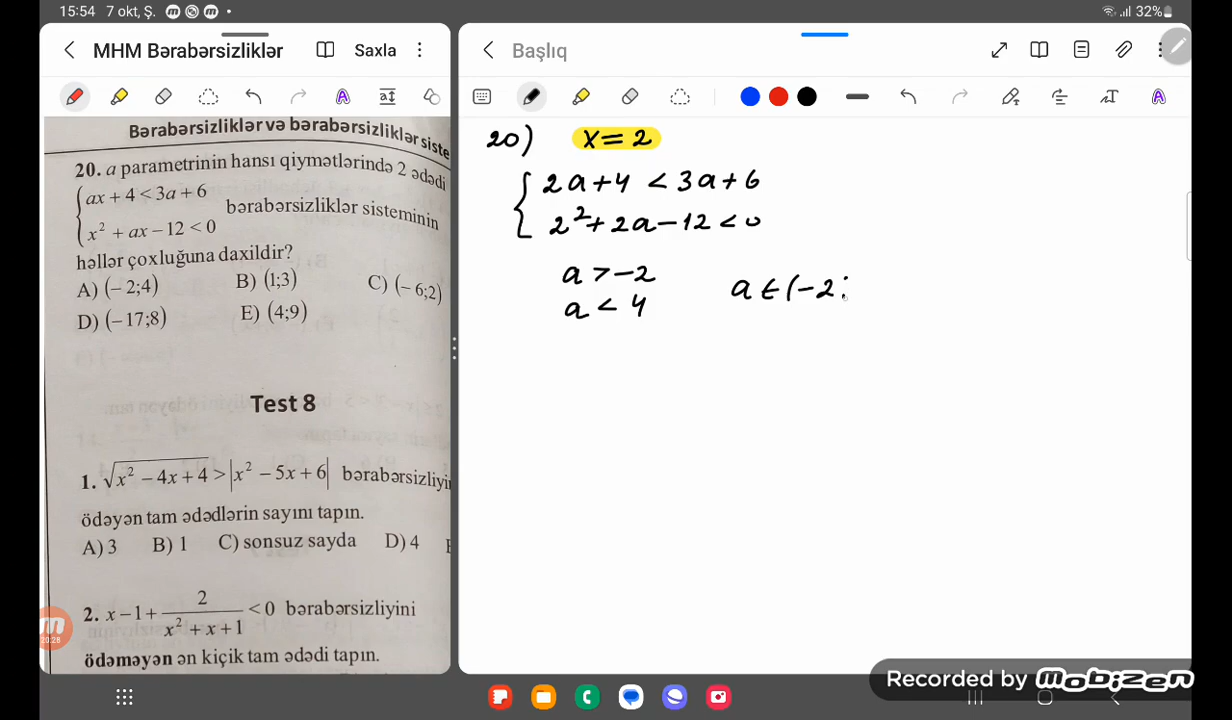 15:54 7 okt, Ş. 32%
MHM Bərabərsizliklər Saxla
Başlıq
Bərabərsizliklər və bərabərsizliklər siste
20. a parametrinin hansı qiymətlərində 2 ədədi
ax + 4 < 3a + 6
x² + ax − 12 < 0
bərabərsizliklər sisteminin
həllər çoxluğuna daxildir?
A) (− 2;4) B) (1;3) C) (− 6;2)
D) (−17;8) E) (4;9)
Test 8
1. √x² − 4x + 4 > |x² − 5x + 6| bərabərsizliyi
ödəyən tam ədədlərin sayını tapın.
A) 3 B) 1 C) sonsuz sayda D) 4 E
2. x − 1 + 2/(x² + x + 1) < 0 bərabərsizliyini
ödəməyən ən kiçik tam ədədi tapın.
20:26
20) x = 2
2a + 4 < 3a + 6
2² + 2a − 12 < 0
a > −2
a < 4
a ∈ (−2;
Recorded by mobizen